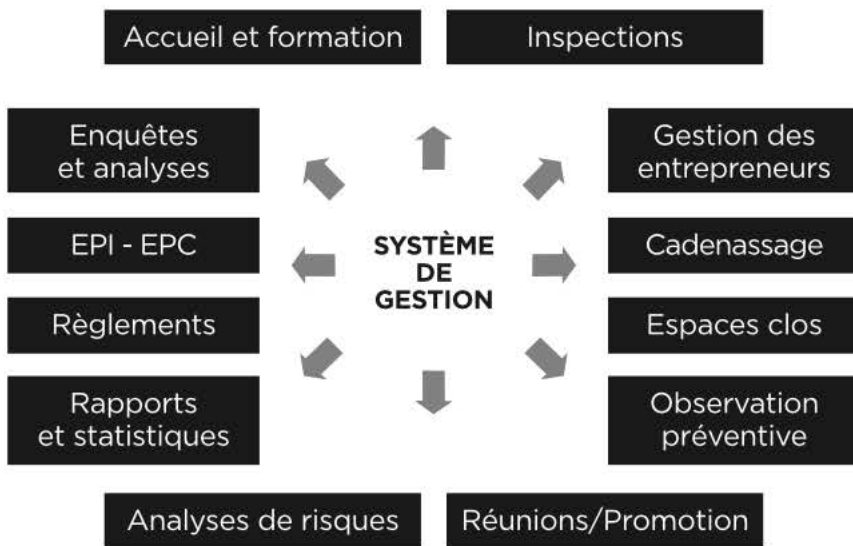 Accueil et formation
Inspections
Enquêtes
et analyses
Gestion des
entrepreneurs
EPI - EPC
SYSTÈME
DE
GESTION
Cadenassage
Règlements
Espaces clos
Rapports
et statistiques
Observation
préventive
Analyses de risques
Réunions/Promotion